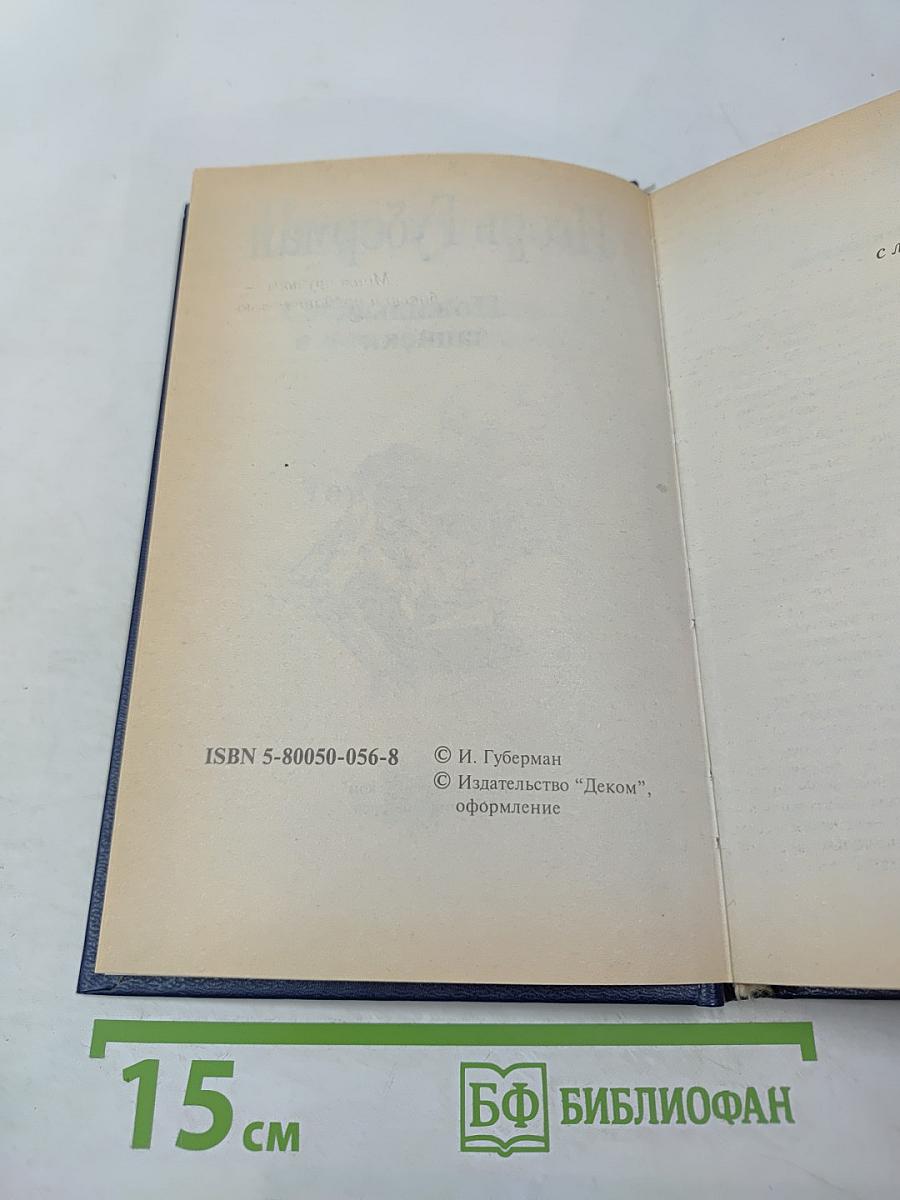 с л
ISBN 5-80050-056-8
© И. Губерман
© Издательство “Деком”,
оформление
15 см
БФ БИБЛИОФАН